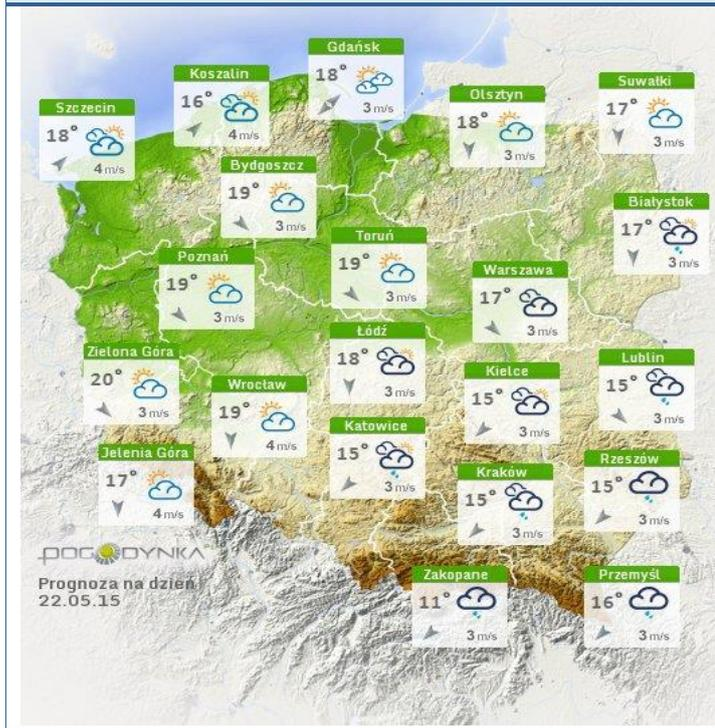 Gdańsk
18°
3 m/s
Koszalin
16°
4 m/s
Suwałki
17°
3 m/s
Olsztyn
18°
3 m/s
Szczecin
18°
4 m/s
Bydgoszcz
19°
3 m/s
Białystok
17°
3 m/s
Toruń
19°
3 m/s
Poznań
19°
3 m/s
Warszawa
17°
3 m/s
Łódź
18°
3 m/s
Zielona Góra
20°
3 m/s
Lublin
15°
3 m/s
Kielce
15°
3 m/s
Wrocław
19°
4 m/s
Katowice
15°
3 m/s
Jelenia Góra
17°
4 m/s
Rzeszów
15°
3 m/s
Kraków
15°
3 m/s
POGODYNKA
Prognoza na dzień
22.05.15
Zakopane
11°
3 m/s
Przemyśl
16°
3 m/s